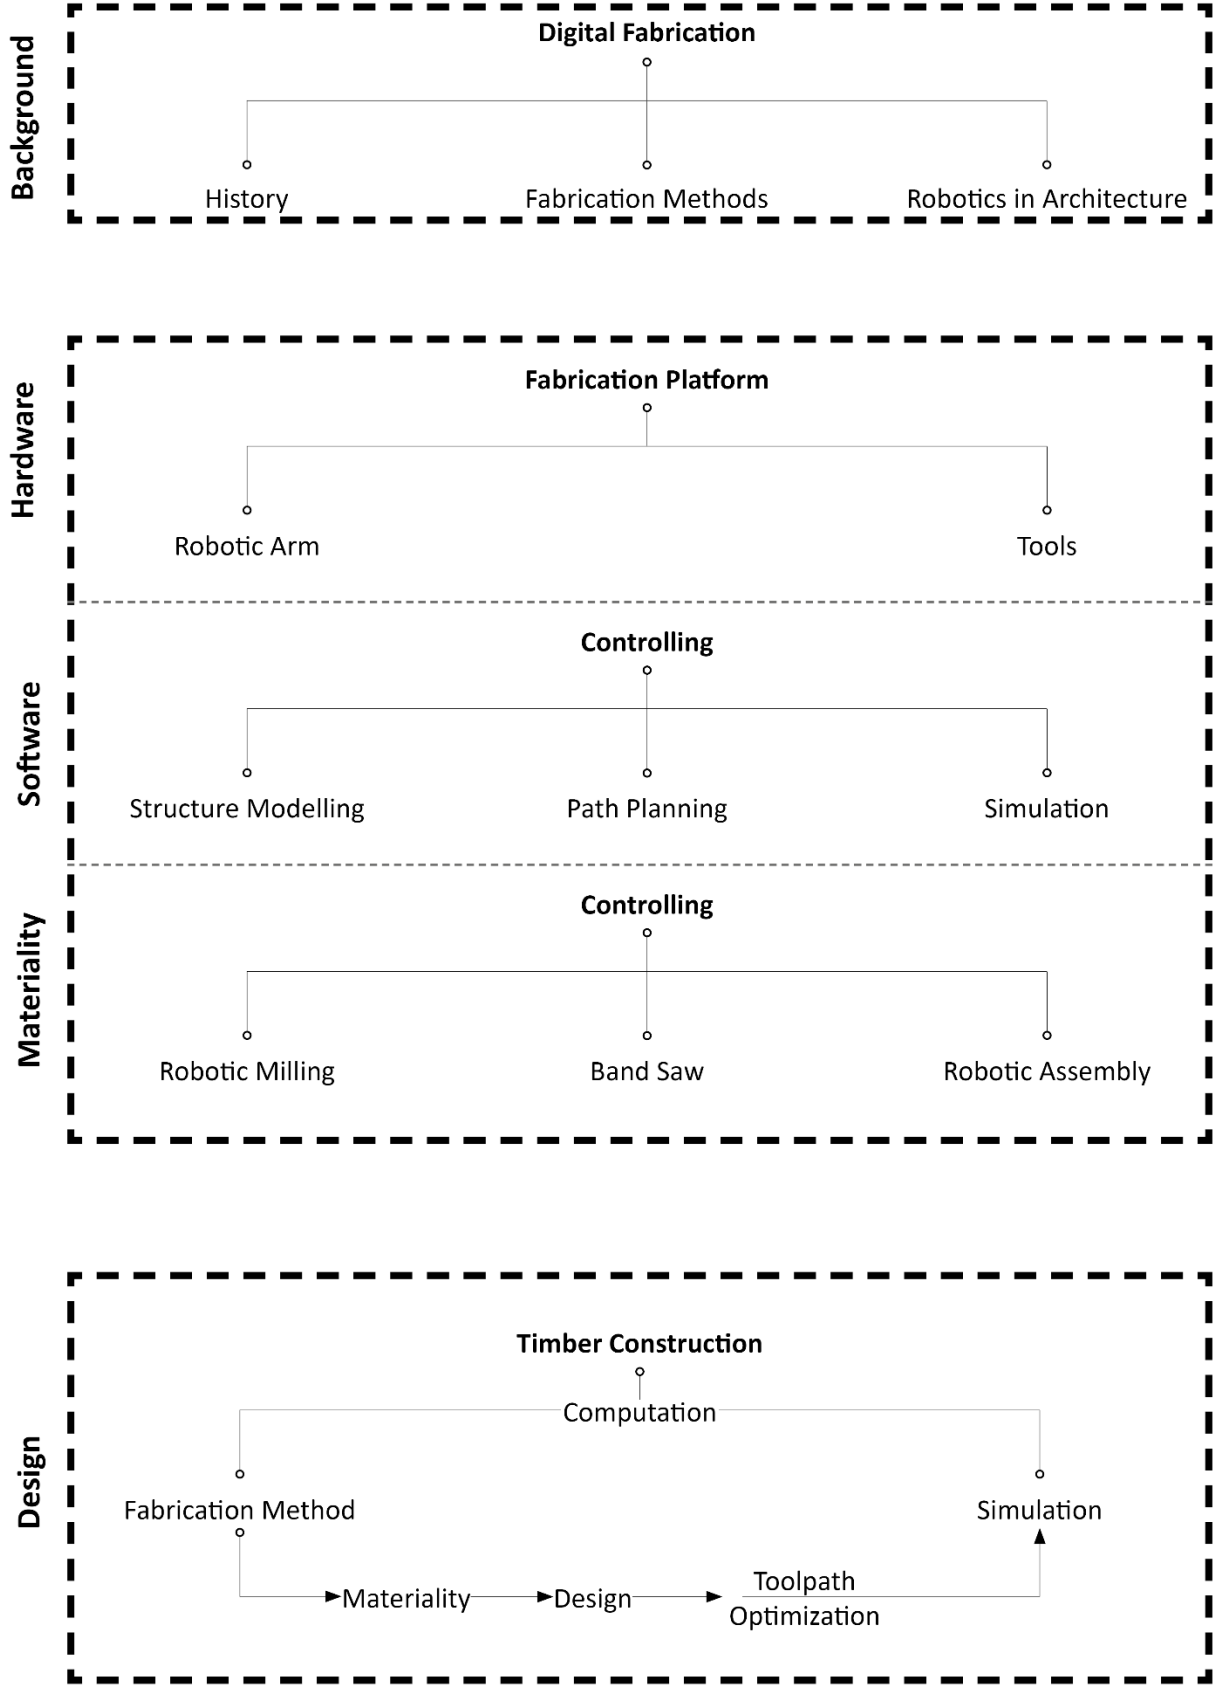 Background
Digital Fabrication
History
Fabrication Methods
Robotics in Architecture
Hardware
Fabrication Platform
Robotic Arm
Tools
Software
Controlling
Structure Modelling
Path Planning
Simulation
Materiality
Controlling
Robotic Milling
Band Saw
Robotic Assembly
Design
Timber Construction
Computation
Fabrication Method
Simulation
Materiality
Design
Toolpath
Optimization